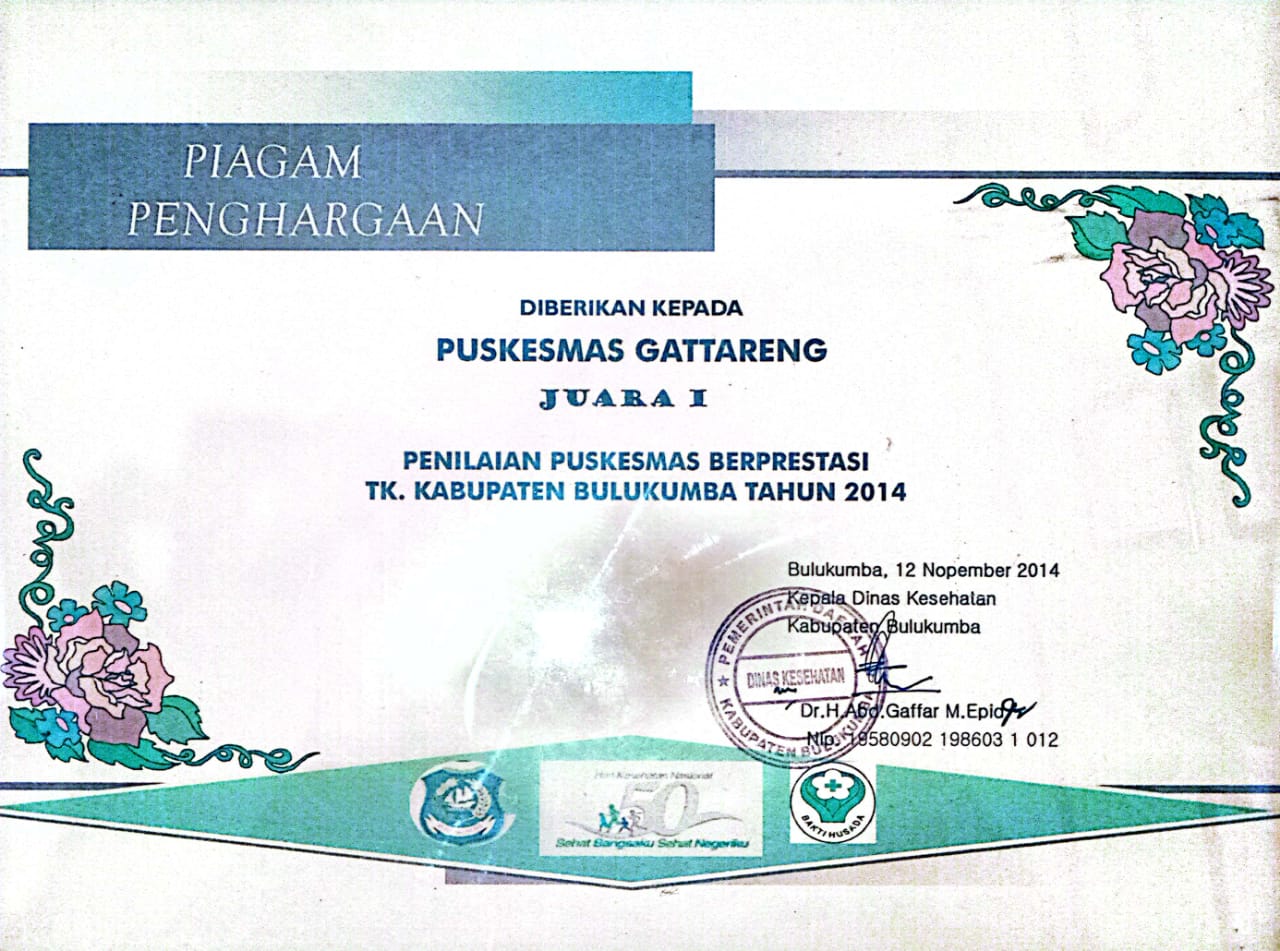 PIAGAM
PENGHARGAAN
DIBERIKAN KEPADA
PUSKESMAS GATTARENG
JUARA I
PENILAIAN PUSKESMAS BERPRESTASI
TK. KABUPATEN BULUKUMBA TAHUN 2014
Bulukumba, 12 Nopember 2014
Kepala Dinas Kesehatan
Kabupaten Bulukumba
PEMERINTAH DAERAH
DINAS KESEHATAN
KABUPATEN BULUKUMBA
Dr.H.Abd.Gaffar M.Epid
Nip. 19580902 198603 1 012
Hari Kesehatan Nasional
50
Sehat Bangsaku Sehat Negeriku
BAKTI HUSADA